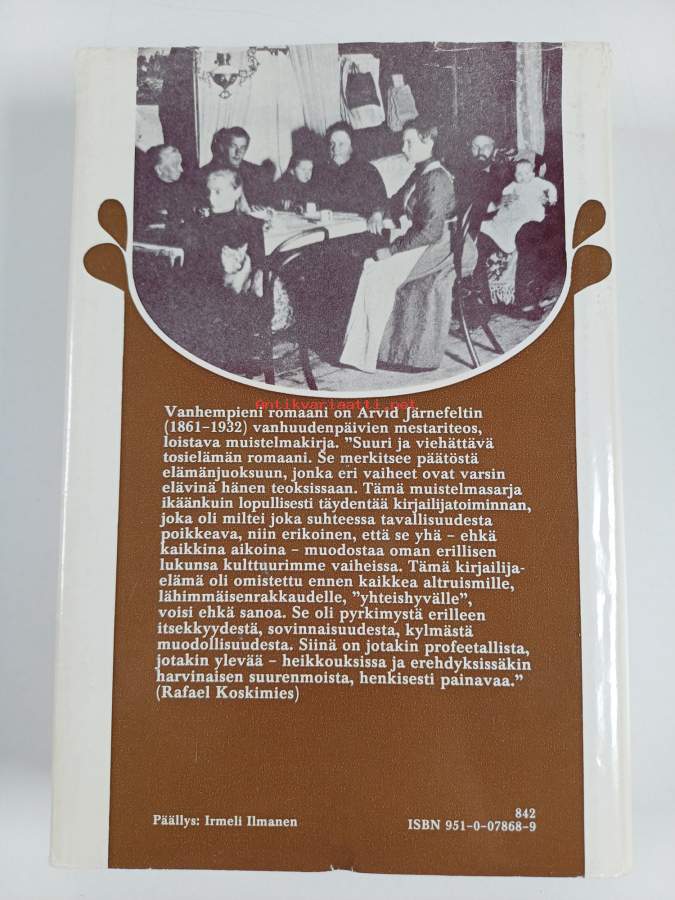 antikvariaatti.net
Vanhempieni romaani on Arvid Järnefeltin
(1861-1932) vanhuudenpäivien mestariteos,
loistava muistelmakirja. ”Suuri ja viehättävä
tosielämän romaani. Se merkitsee päätöstä
elämänjuoksuun, jonka eri vaiheet ovat varsin
elävinä hänen teoksissaan. Tämä muistelmasarja
ikäänkuin lopullisesti täydentää kirjailijatoiminnan,
joka oli miltei joka suhteessa tavallisuudesta
poikkeava, niin erikoinen, että se yhä – ehkä
kaikkina aikoina – muodostaa oman erillisen
lukunsa kulttuurimme vaiheissa. Tämä kirjailija-
elämä oli omistettu ennen kaikkea altruismille,
lähimmäisenrakkaudelle, ”yhteishyvälle”,
voisi ehkä sanoa. Se oli pyrkimystä erilleen
itsekkyydestä, sovinnaisuudesta, kylmästä
muodollisuudesta. Siinä on jotakin profeetallista,
jotakin ylevää – heikkouksissa ja erehdyksissäkin
harvinaisen suurenmoista, henkisesti painavaa.”
(Rafael Koskimies)
842
Päällys: Irmeli Ilmanen ISBN 951-0-07868-9